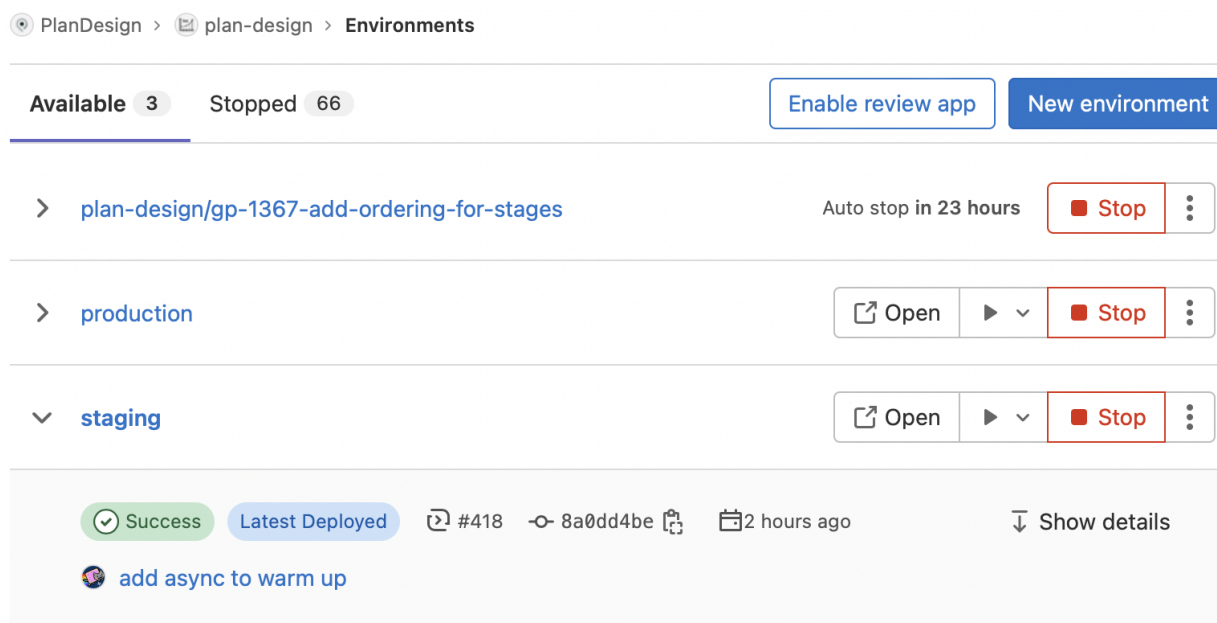 PlanDesign > plan-design > Environments
Available 3 Stopped 66 Enable review app New environment
plan-design/gp-1367-add-ordering-for-stages Auto stop in 23 hours Stop
production Open Stop
staging Open Stop
Success Latest Deployed #418 8a0dd4be 2 hours ago Show details
add async to warm up